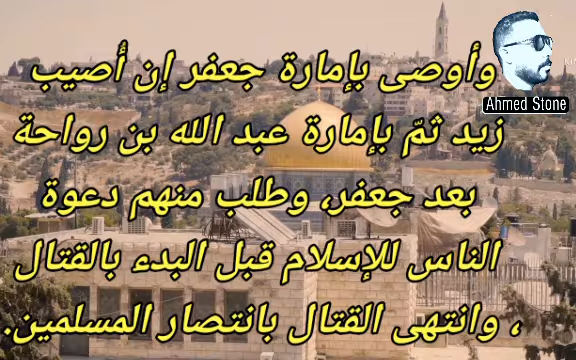 وأوصى بإمارة جعفر إن أُصيب
زيد ثمّ بإمارة عبد الله بن رواحة
بعد جعفر، وطلب منهم دعوة
الناس للإسلام قبل البدء بالقتال
، وانتهى القتال بانتصار المسلمين.
Ahmed Stone